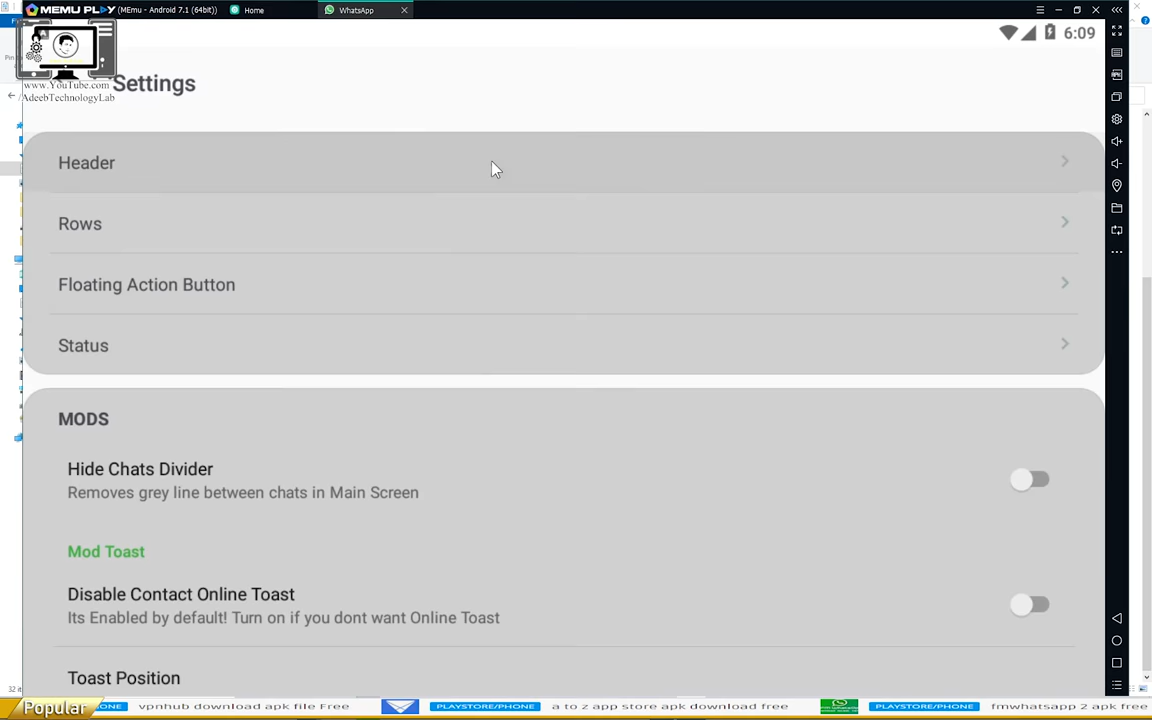 MEMU PLAY (MEmu - Android 7.1 (64bit)) Home WhatsApp
6:09
www.YouTube.com
/AdeebTechnologyLab
Settings
Header
Rows
Floating Action Button
Status
MODS
Hide Chats Divider
Removes grey line between chats in Main Screen
Mod Toast
Disable Contact Online Toast
Its Enabled by default! Turn on if you dont want Online Toast
Toast Position
Popular
vpnhub download apk file Free PLAYSTORE/PHONE a to z app store apk download free PLAYSTORE/PHONE fmwhatsapp 2 apk free